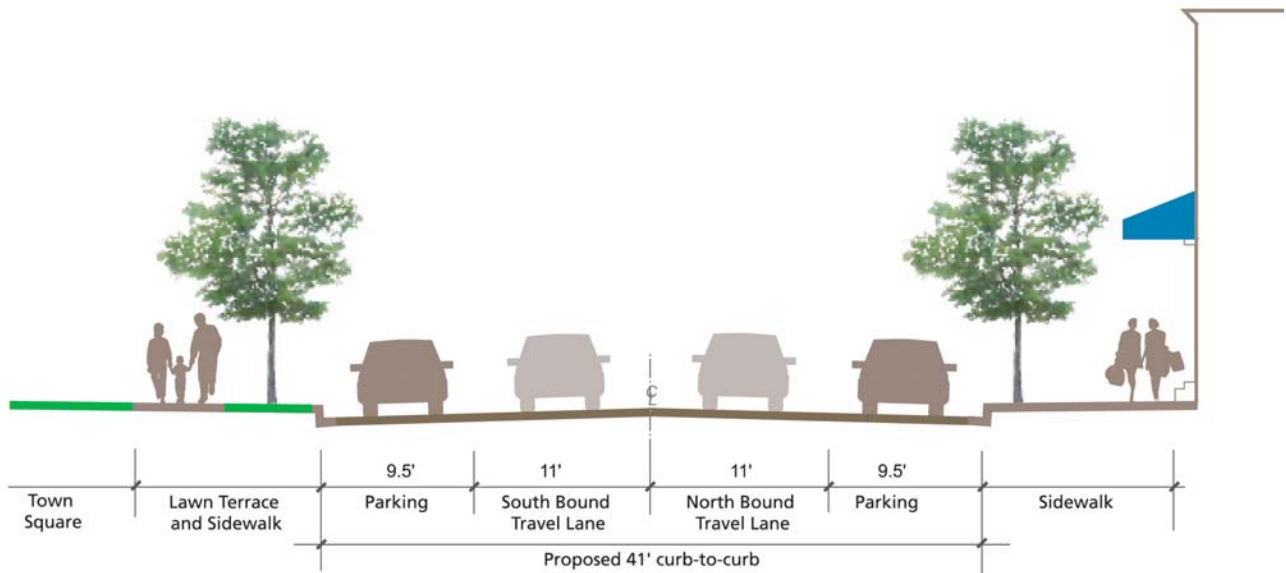 ℄
9.5'
11'
11'
9.5'
Town
Square
Lawn Terrace
and Sidewalk
Parking
South Bound
Travel Lane
North Bound
Travel Lane
Parking
Sidewalk
Proposed 41' curb-to-curb